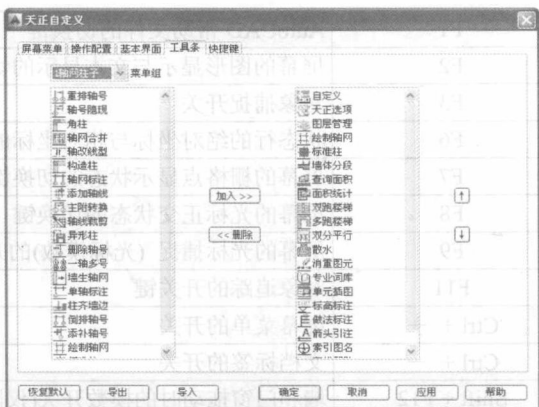 天正自定义
屏幕菜单 操作配置 基本界面 工具条 快捷键
轴网柱子 菜单组
重排轴号
轴号隐现
角柱
轴网合并
轴改线型
构造柱
轴网标注
添加轴线
主附转换
轴线裁剪
异形柱
删除轴号
一轴多号
墙生轴网
单轴标注
柱齐墙边
倒排轴号
添补轴号
绘制轴网
加入 >>
<< 删除
自定义
天正选项
图层管理
绘制轴网
标准柱
墙体分段
查询面积
面积统计
双跑楼梯
多跑楼梯
双分平行
散水
消重图元
专业词库
单元插图
标高标注
做法标注
箭头引注
索引图名
↑
↓
恢复默认 导出 导入 确定 取消 应用 帮助